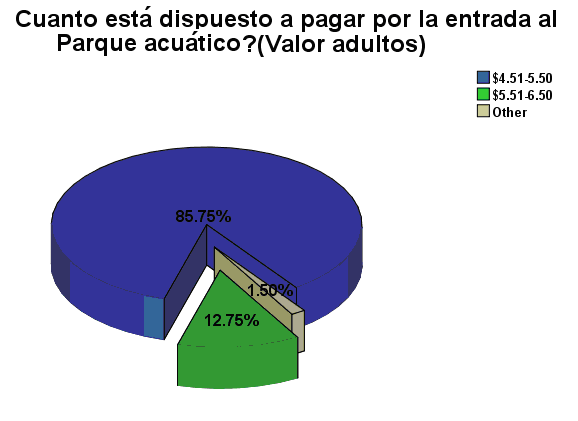 Cuanto está dispuesto a pagar por la entrada al
Parque acuático?(Valor adultos)
$4.51-5.50
$5.51-6.50
Other
85.75%
1.50%
12.75%